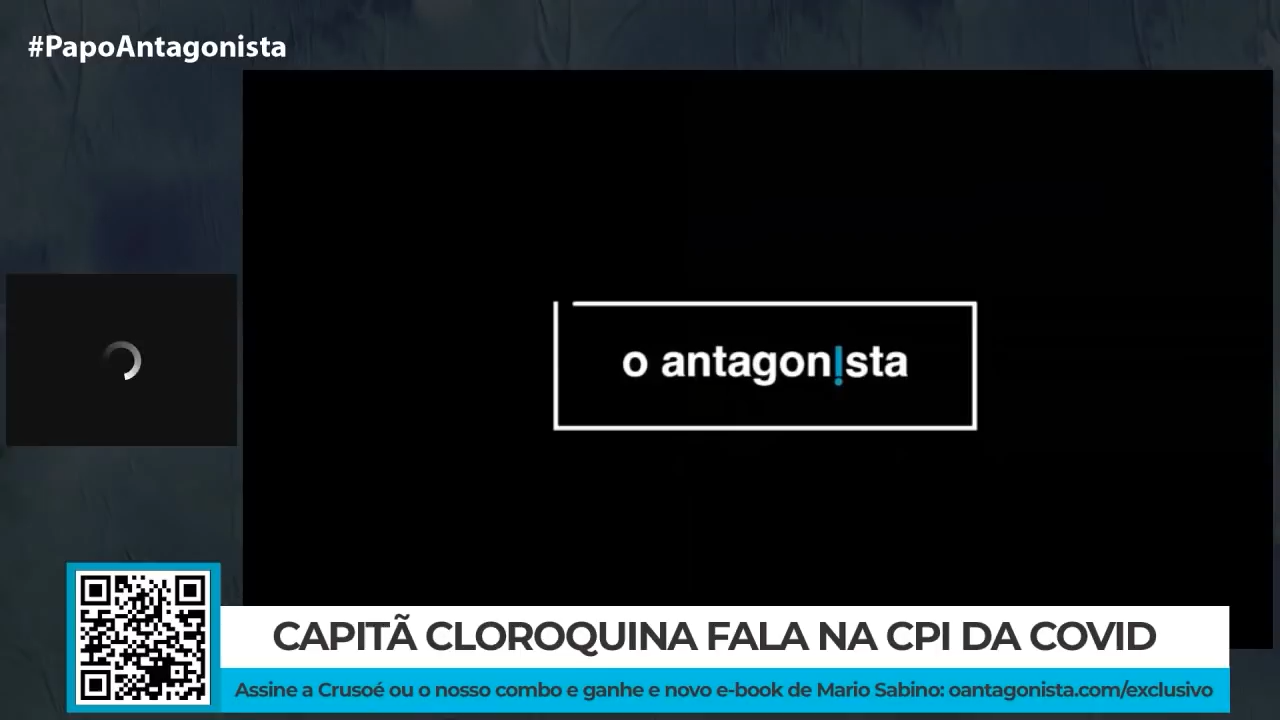 #PapoAntagonista
o antagon!sta
CAPITÃ CLOROQUINA FALA NA CPI DA COVID
Assine a Crusoé ou o nosso combo e ganhe e novo e-book de Mario Sabino: oantagonista.com/exclusivo